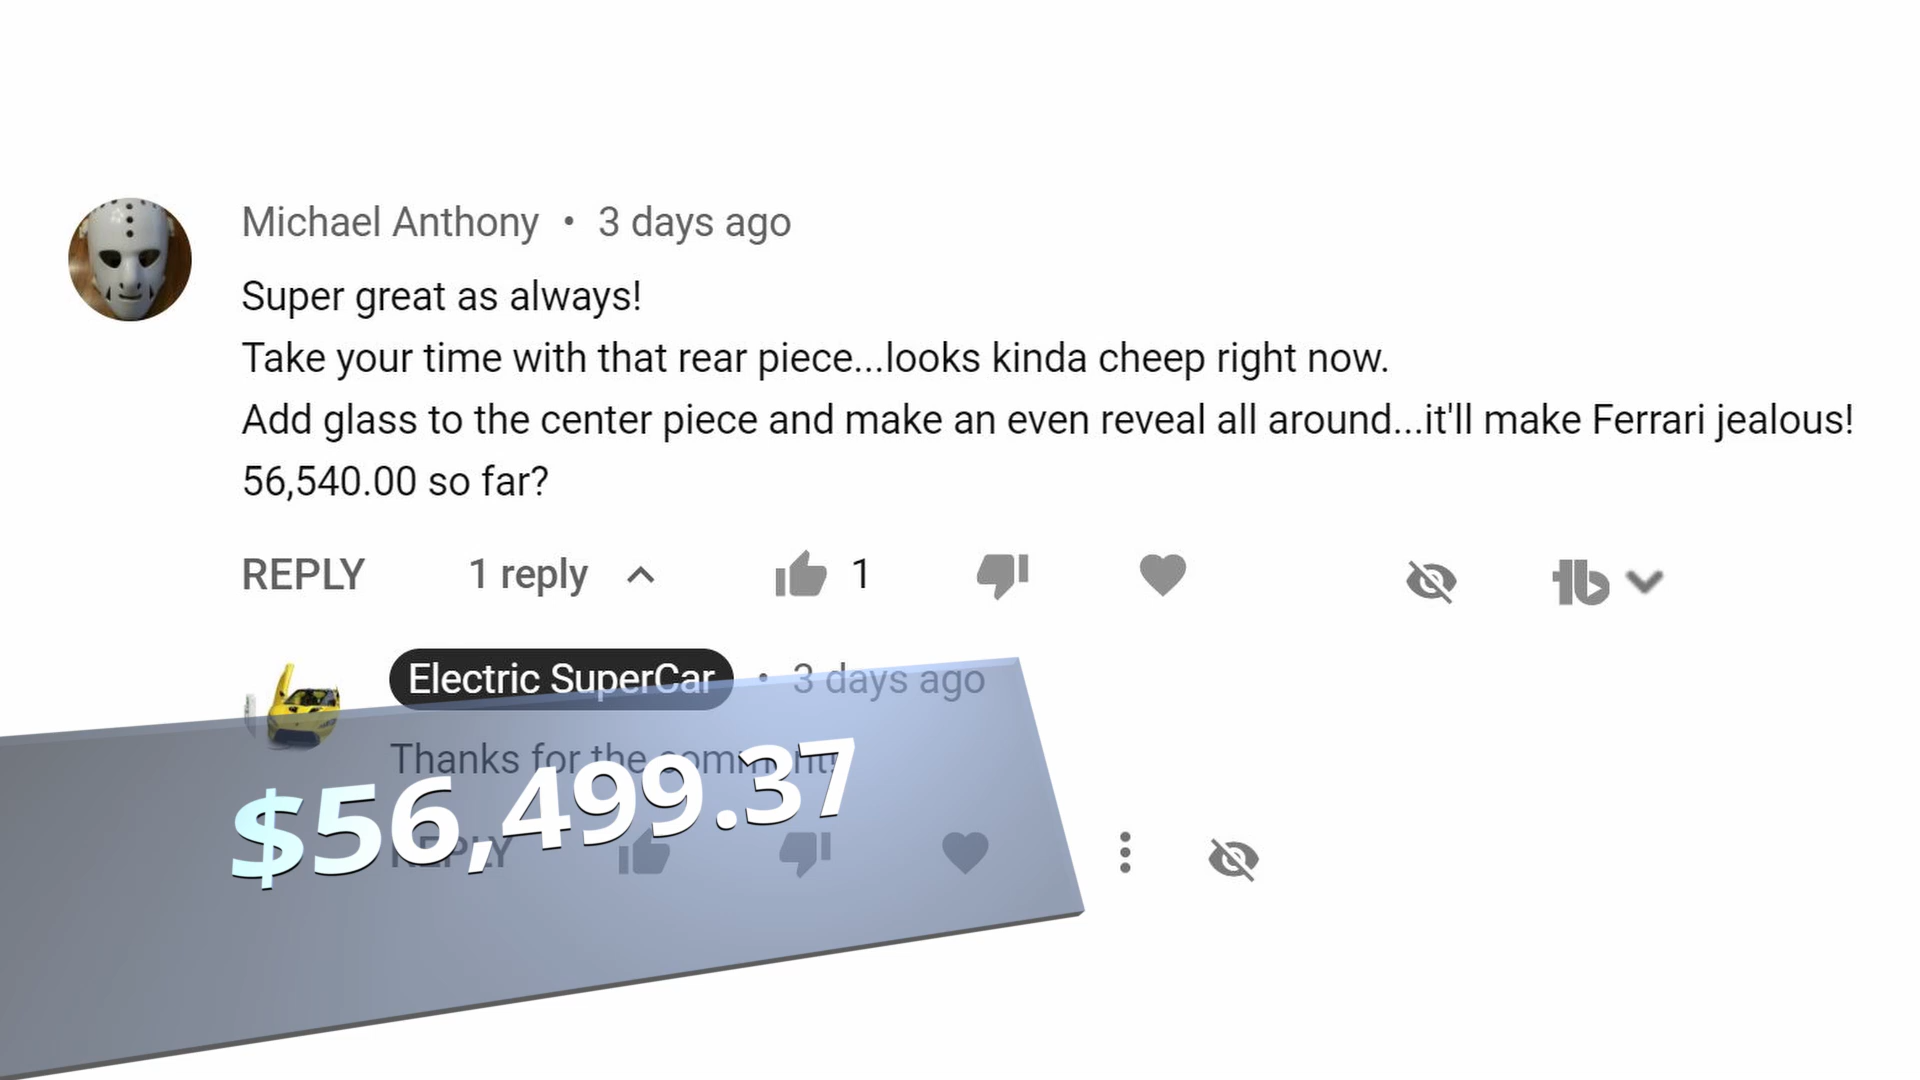 Michael Anthony • 3 days ago
Super great as always!
Take your time with that rear piece...looks kinda cheep right now.
Add glass to the center piece and make an even reveal all around...it'll make Ferrari jealous!
56,540.00 so far?
REPLY 1 reply 1
Electric SuperCar • 3 days ago
Thanks for the comment!
$56,499.37
REPLY